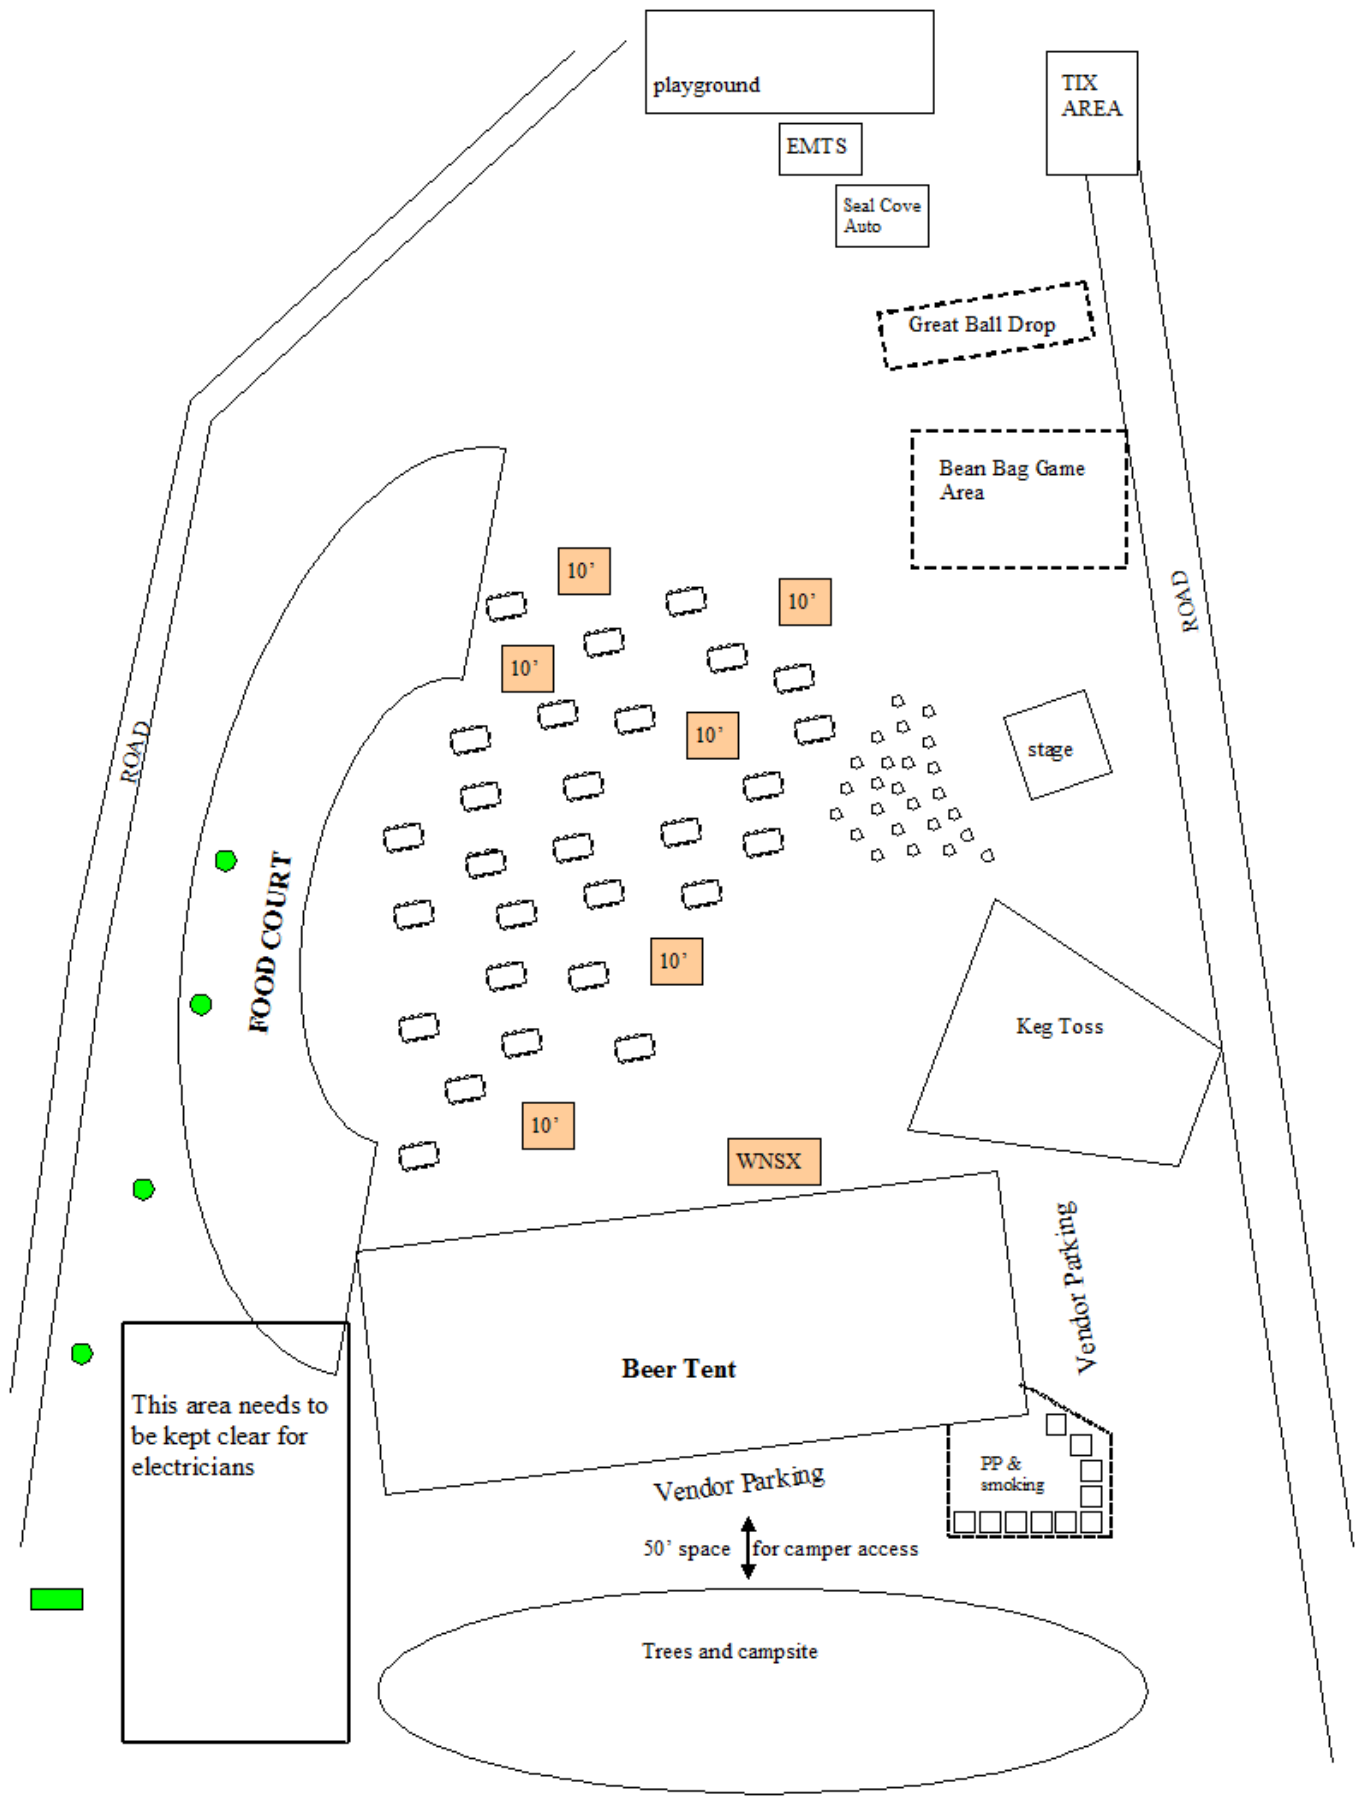 playground
TIX
AREA
EMTS
Seal Cove
Auto
Great Ball Drop
Bean Bag Game
Area
10’
10’
ROAD
10’
10’
stage
ROAD
FOOD COURT
10’
Keg Toss
10’
WNSX
Vendor Parking
Beer Tent
This area needs to
be kept clear for
electricians
PP &
smoking
Vendor Parking
50’ space for camper access
Trees and campsite